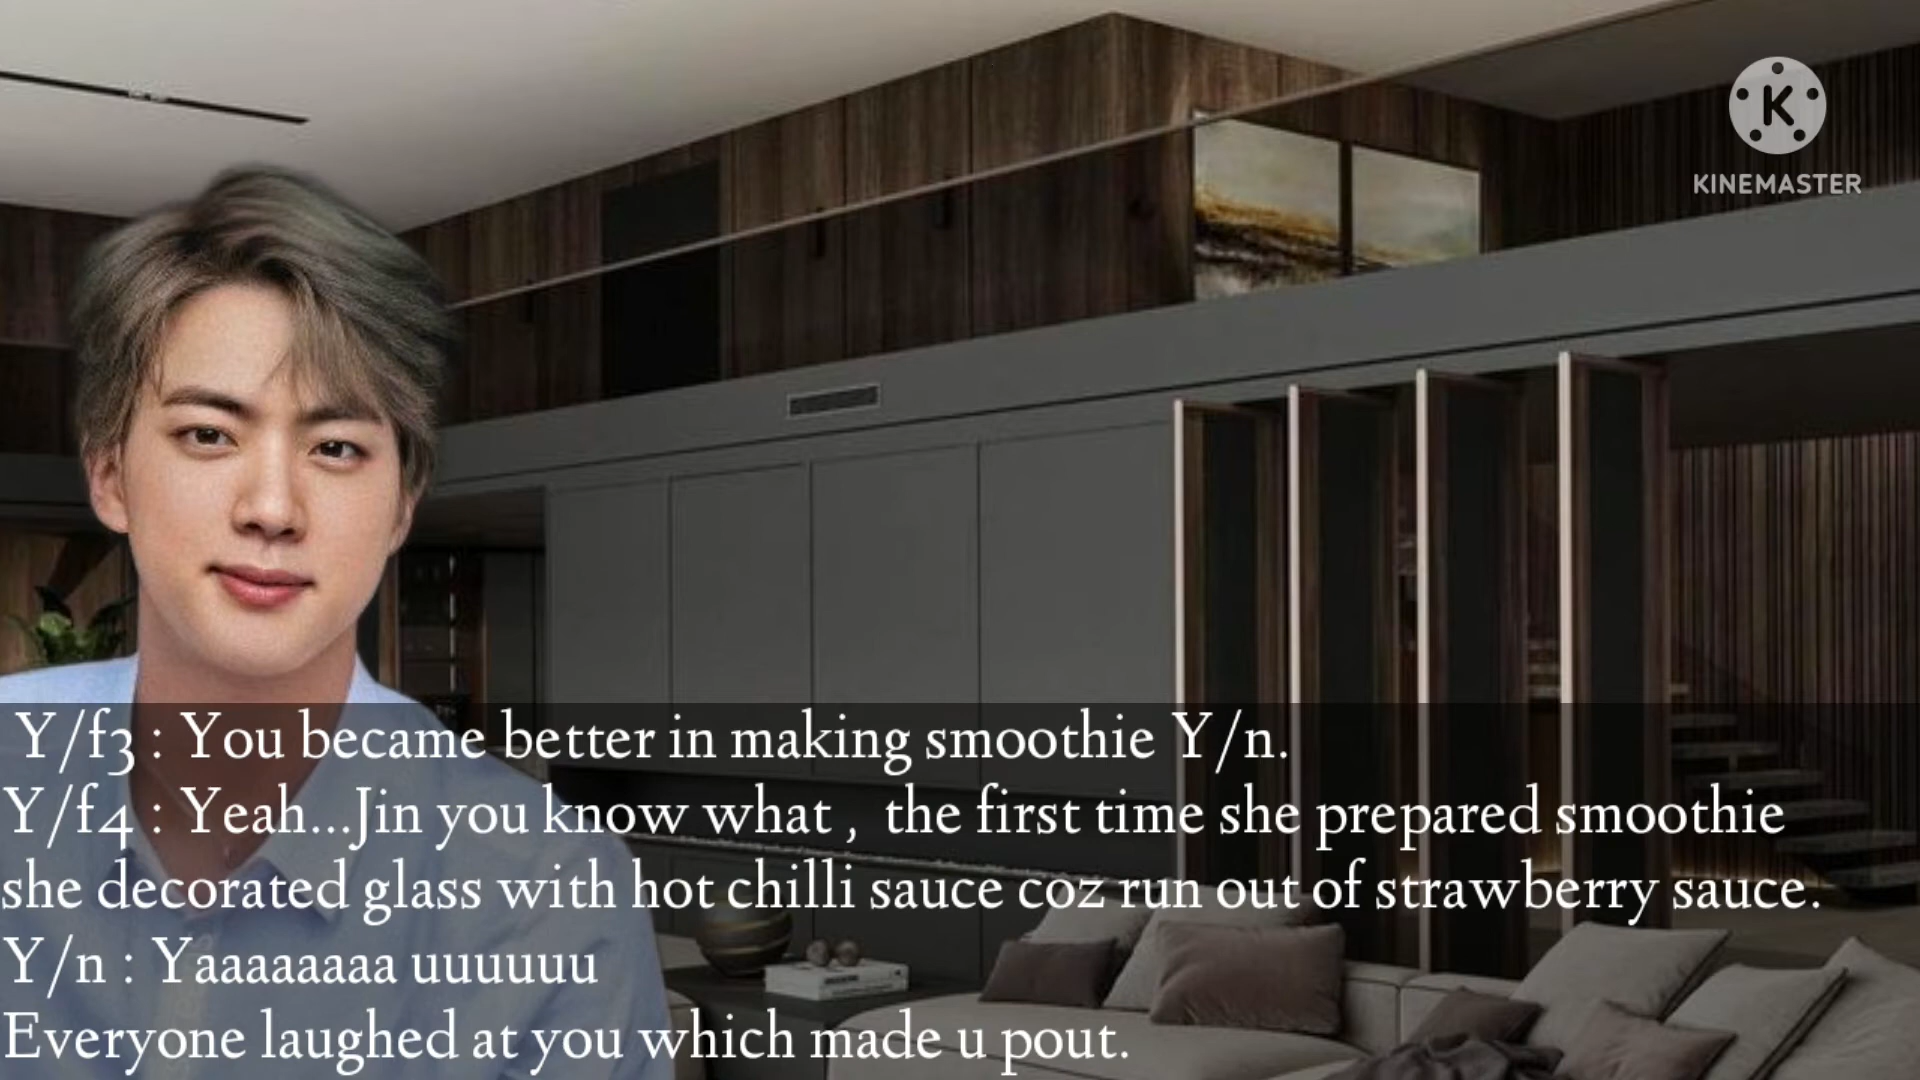 KINEMASTER
Y/f3 : You became better in making smoothie Y/n.
Y/f4 : Yeah...Jin you know what , the first time she prepared smoothie
she decorated glass with hot chilli sauce coz run out of strawberry sauce.
Y/n : Yaaaaaaaa uuuuuu
Everyone laughed at you which made u pout.